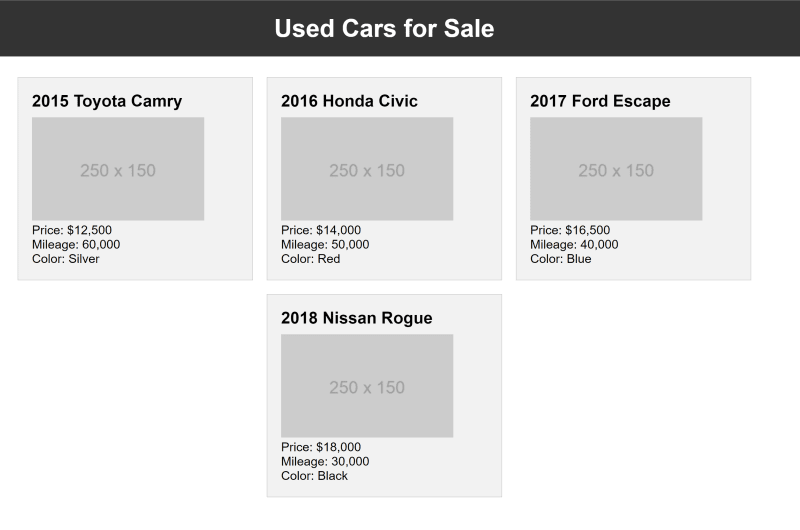 Used Cars for Sale
2015 Toyota Camry
250 x 150
Price: $12,500
Mileage: 60,000
Color: Silver
2016 Honda Civic
250 x 150
Price: $14,000
Mileage: 50,000
Color: Red
2017 Ford Escape
250 x 150
Price: $16,500
Mileage: 40,000
Color: Blue
2018 Nissan Rogue
250 x 150
Price: $18,000
Mileage: 30,000
Color: Black